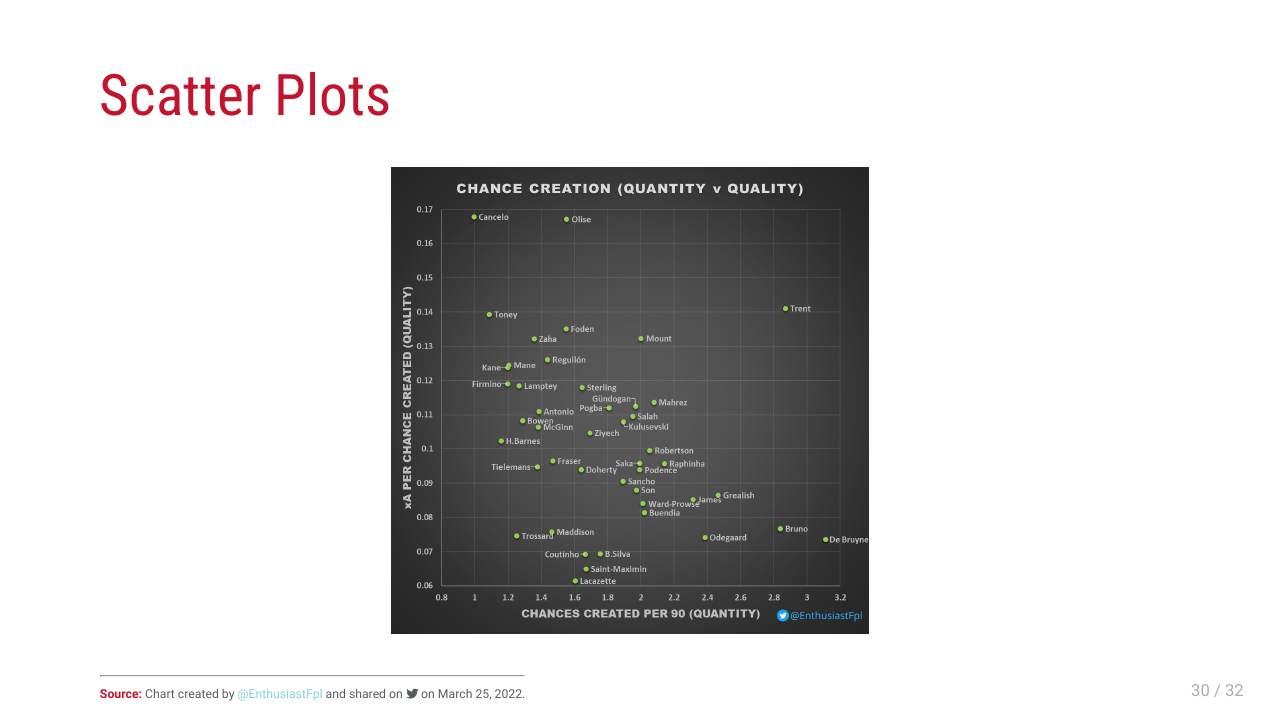 Scatter Plots
CHANCE CREATION (QUANTITY v QUALITY)
xA PER CHANCE CREATED (QUALITY)
0.17
0.16
0.15
0.14
0.13
0.12
0.11
0.1
0.09
0.08
0.07
0.06
Cancelo
Olise
Trent
Toney
Foden
Zaha
Mount
Reguilón
Kane
Mane
Firmino
Lamptey
Sterling
Gündogan
Mahrez
Pogba
Antonio
Salah
Bowen
Kulusevski
McGinn
Ziyech
H.Barnes
Robertson
Fraser
Saka
Raphinha
Tielemans
Doherty
Podence
Sancho
Son
Grealish
James
Ward-Prowse
Buendia
Bruno
Maddison
Trossard
Odegaard
De Bruyne
Coutinho
B.Silva
Saint-Maximin
Lacazette
0.8 1 1.2 1.4 1.6 1.8 2 2.2 2.4 2.6 2.8 3 3.2
CHANCES CREATED PER 90 (QUANTITY)
@EnthusiastFpl
Source: Chart created by @EnthusiastFpl and shared on on March 25, 2022.
30 / 32